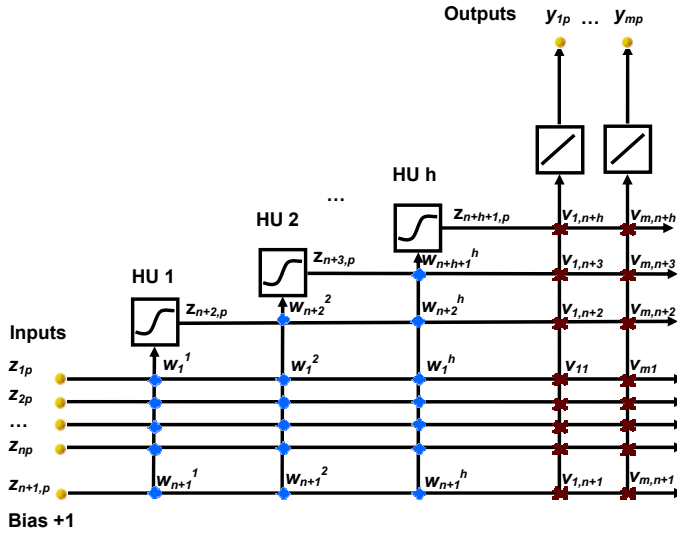 Outputs y1p … ymp
HU h
…
zn+h+1,p v1,n+h vm,n+h
HU 2
zn+3,p wn+h+1h v1,n+3 vm,n+3
HU 1
zn+2,p wn+22 wn+2h v1,n+2 vm,n+2
Inputs
z1p w11 w12 w1h v11 vm1
z2p
…
znp
zn+1,p wn+11 wn+12 wn+1h v1,n+1 vm,n+1
Bias +1